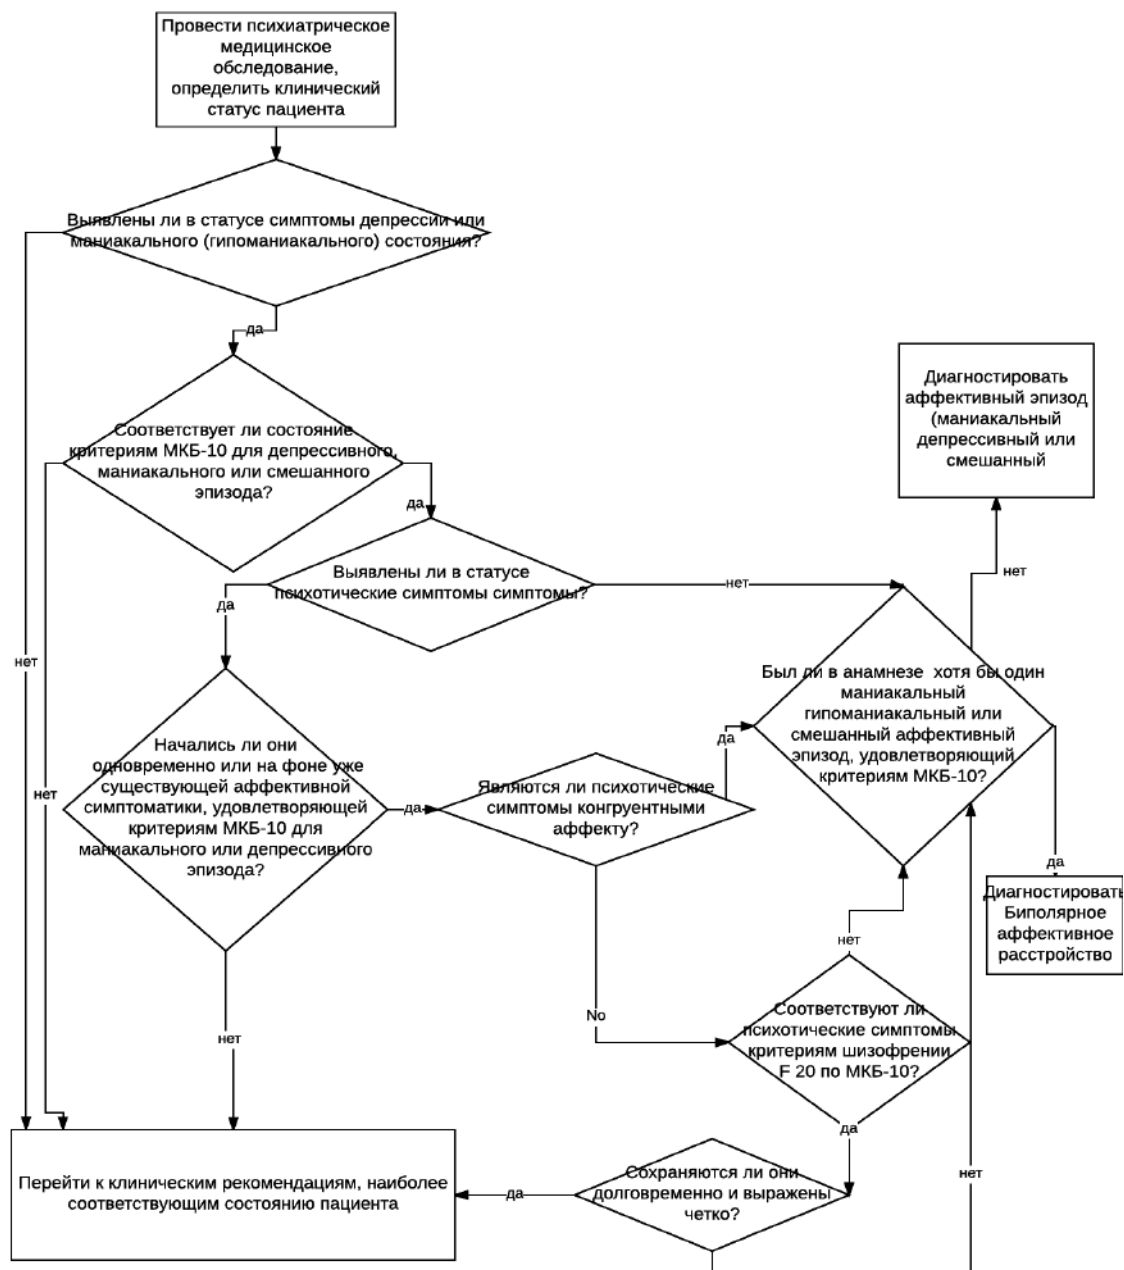 Провести психиатрическое
медицинское
обследование,
определить клинический
статус пациента
Выявлены ли в статусе симптомы депрессии или
маниакального (гипоманиакального) состояния?
да
Соответствует ли состояние
критериям МКБ-10 для депрессивного,
маниакального или смешанного
эпизода?
да
Диагностировать
аффективный эпизод
(маниакальный
депрессивный или
смешанный
Выявлены ли в статусе
психотические симптомы симптомы?
нет
нет
да
нет
нет
Был ли в анамнезе хотя бы один
маниакальный
гипоманиакальный или
смешанный аффективный
эпизод, удовлетворяющий
критериям МКБ-10?
Начались ли они
одновременно или на фоне уже
существующей аффективной
симптоматики, удовлетворяющей
критериям МКБ-10 для
маниакального или депрессивного
эпизода?
да
Являются ли психотические
симптомы конгруентными
аффекту?
да
да
Диагностировать
Биполярное
аффективное
расстройство
нет
No
Соответствуют ли
психотические симптомы
критериям шизофрении
F 20 по МКБ-10?
нет
да
Сохраняются ли они
долговременно и выражены
четко?
нет
да
Перейти к клиническим рекомендациям, наиболее
соответствующим состоянию пациента